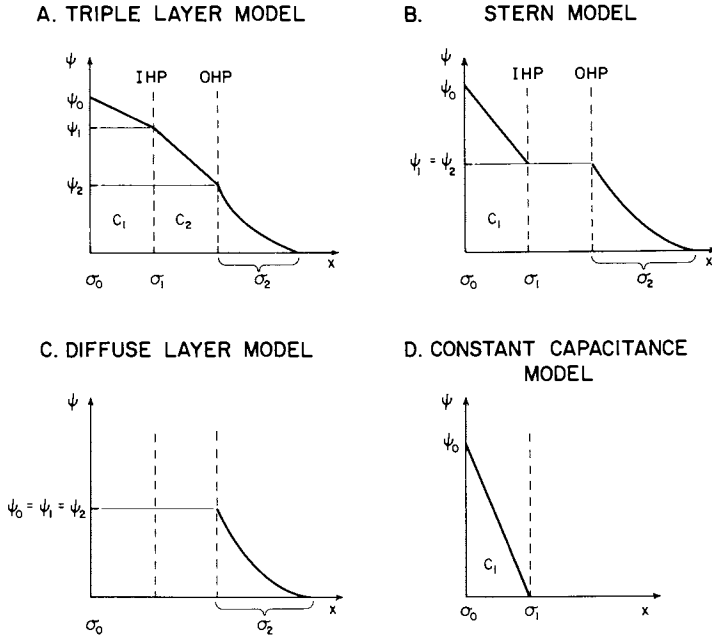 A. TRIPLE LAYER MODEL
ψ
IHP
OHP
ψ₀
ψ₁
ψ₂
C₁
C₂
x
σ₀
σ₁
σ₂
B. STERN MODEL
ψ
IHP
OHP
ψ₀
ψ₁ = ψ₂
C₁
x
σ₀
σ₁
σ₂
C. DIFFUSE LAYER MODEL
ψ
ψ₀ = ψ₁ = ψ₂
x
σ₀
σ₂
D. CONSTANT CAPACITANCE
MODEL
ψ
ψ₀
C₁
x
σ₀
σ₁